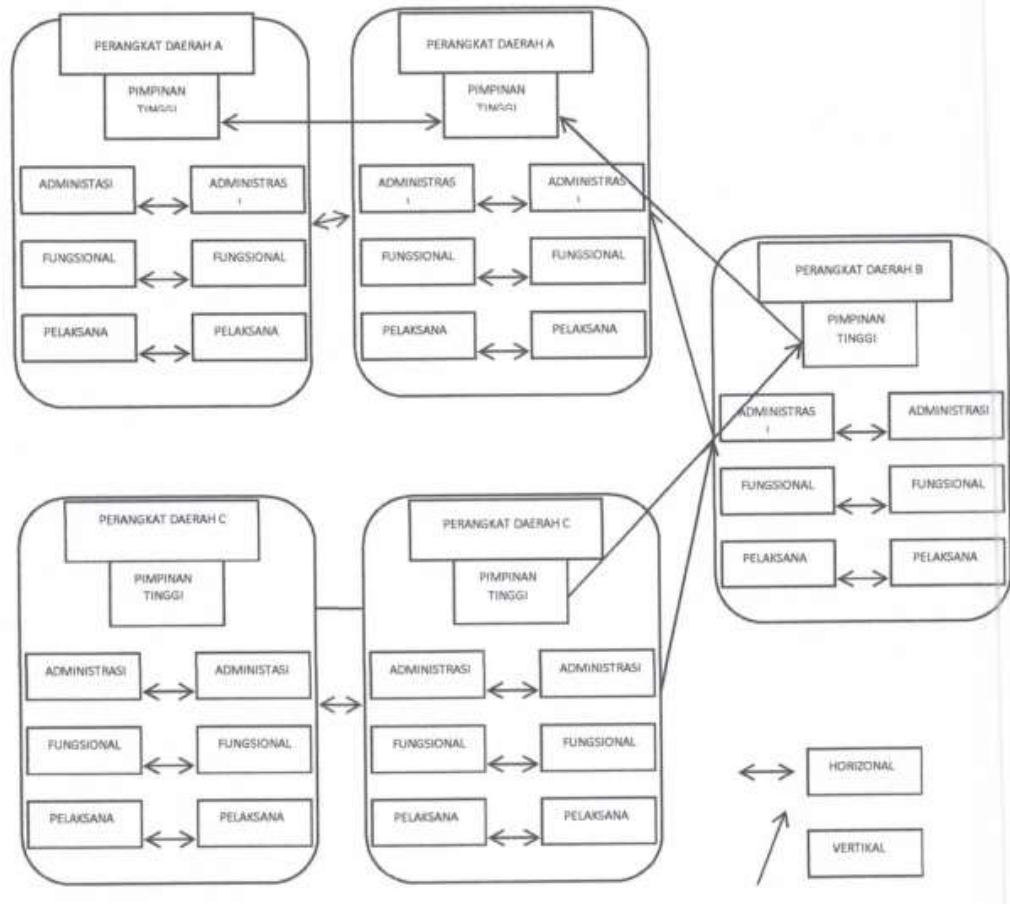 PERANGKAT DAERAH A
PIMPINAN
TINGGI
ADMINISTASI
ADMINISTRAS
I
FUNGSIONAL
FUNGSIONAL
PELAKSANA
PELAKSANA
PERANGKAT DAERAH A
PIMPINAN
TINGGI
ADMINISTRAS
I
ADMINISTRAS
I
FUNGSIONAL
FUNGSIONAL
PELAKSANA
PELAKSANA
PERANGKAT DAERAH B
PIMPINAN
TINGGI
ADMINISTRAS
I
ADMINISTRASI
FUNGSIONAL
FUNGSIONAL
PELAKSANA
PELAKSANA
PERANGKAT DAERAH C
PIMPINAN
TINGGI
ADMINISTRASI
ADMINISTASI
FUNGSIONAL
FUNGSIONAL
PELAKSANA
PELAKSANA
PERANGKAT DAERAH C
PIMPINAN
TINGGI
ADMINISTRASI
ADMINISTRASI
FUNGSIONAL
FUNGSIONAL
PELAKSANA
PELAKSANA
HORIZONAL
VERTIKAL